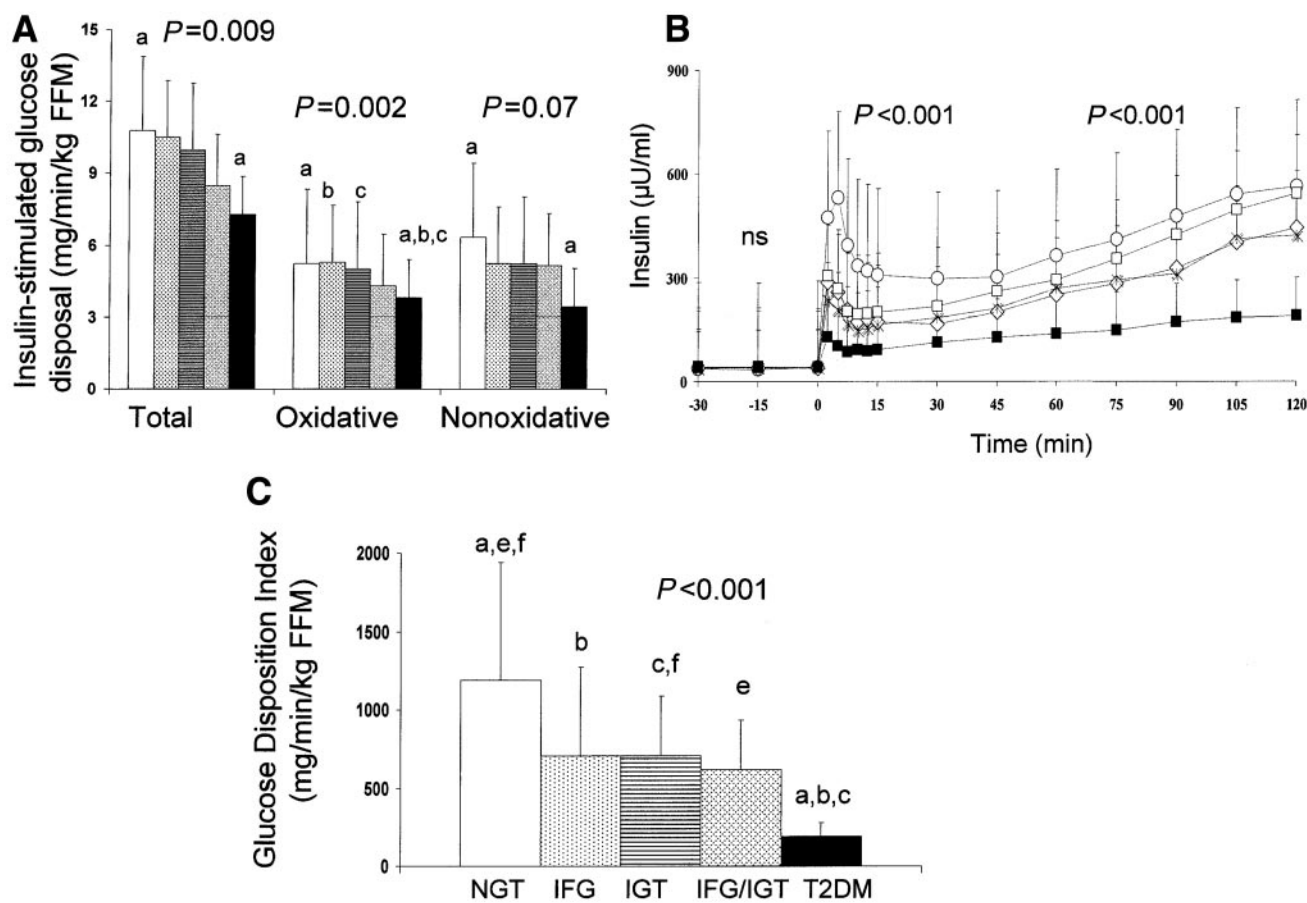 A
P=0.009
P=0.002
P=0.07
Insulin-stimulated glucose
disposal (mg/min/kg FFM)
15
12
9
6
3
0
a
a
a
b
c
a,b,c
a
a
Total
Oxidative
Nonoxidative
B
P<0.001
P<0.001
ns
Insulin (µU/ml)
900
600
300
0
-30
-15
0
15
30
45
60
75
90
105
120
Time (min)
C
Glucose Disposition Index
(mg/min/kg FFM)
2000
1500
1000
500
0
a,e,f
P<0.001
b
c,f
e
a,b,c
NGT
IFG
IGT
IFG/IGT
T2DM